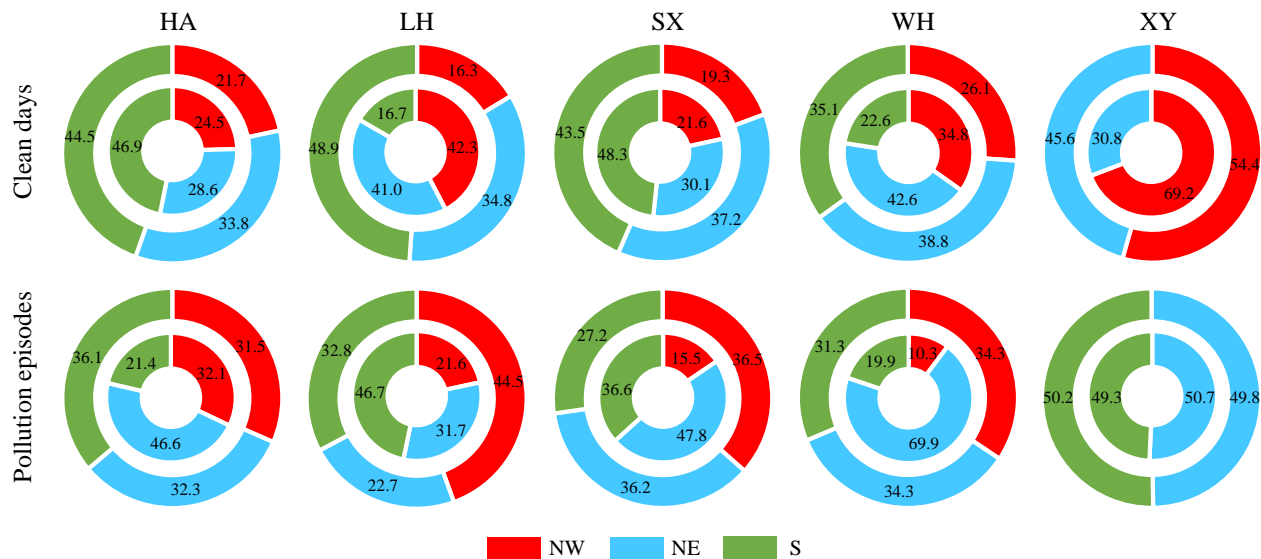 HA LH SX WH XY
Clean days
21.7 33.8 44.5 24.5 28.6 46.9
16.3 34.8 48.9 42.3 41.0 16.7
19.3 37.2 43.5 21.6 30.1 48.3
26.1 38.8 35.1 34.8 42.6 22.6
54.4 45.6 69.2 30.8
Pollution episodes
31.5 32.3 36.1 32.1 46.6 21.4
44.5 22.7 32.8 21.6 31.7 46.7
36.5 36.2 27.2 15.5 47.8 36.6
34.3 34.3 31.3 10.3 69.9 19.9
49.8 50.2 50.7 49.3
NW NE S